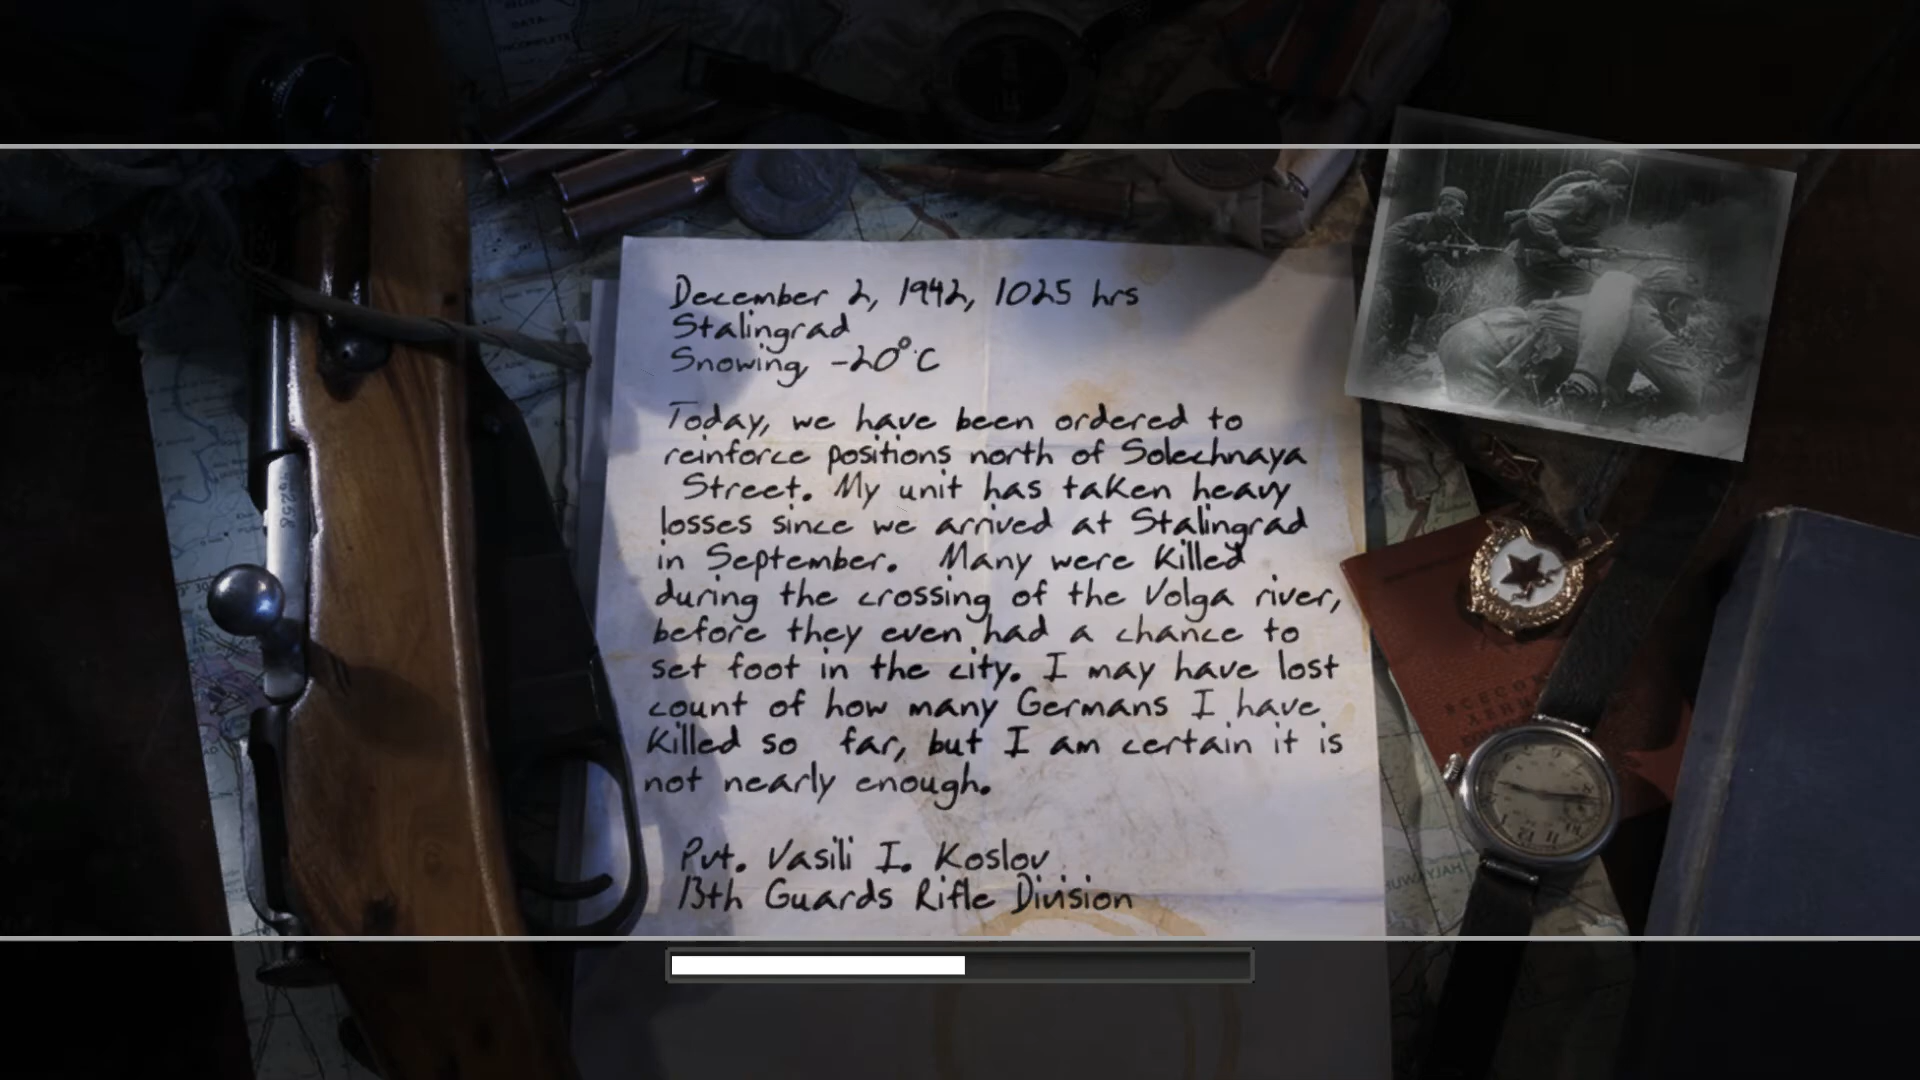 DATA
INCOMPLETE
December 2, 1942, 1025 hrs
Stalingrad
Snowing, -20°C
Today, we have been ordered to
reinforce positions north of Solechnaya
Street. My unit has taken heavy
losses since we arrived at Stalingrad
in September. Many were killed
during the crossing of the Volga river,
before they even had a chance to
set foot in the city. I may have lost
count of how many Germans I have
killed so far, but I am certain it is
not nearly enough.
Pvt. Vasili I. Koslov
13th Guards Rifle Division